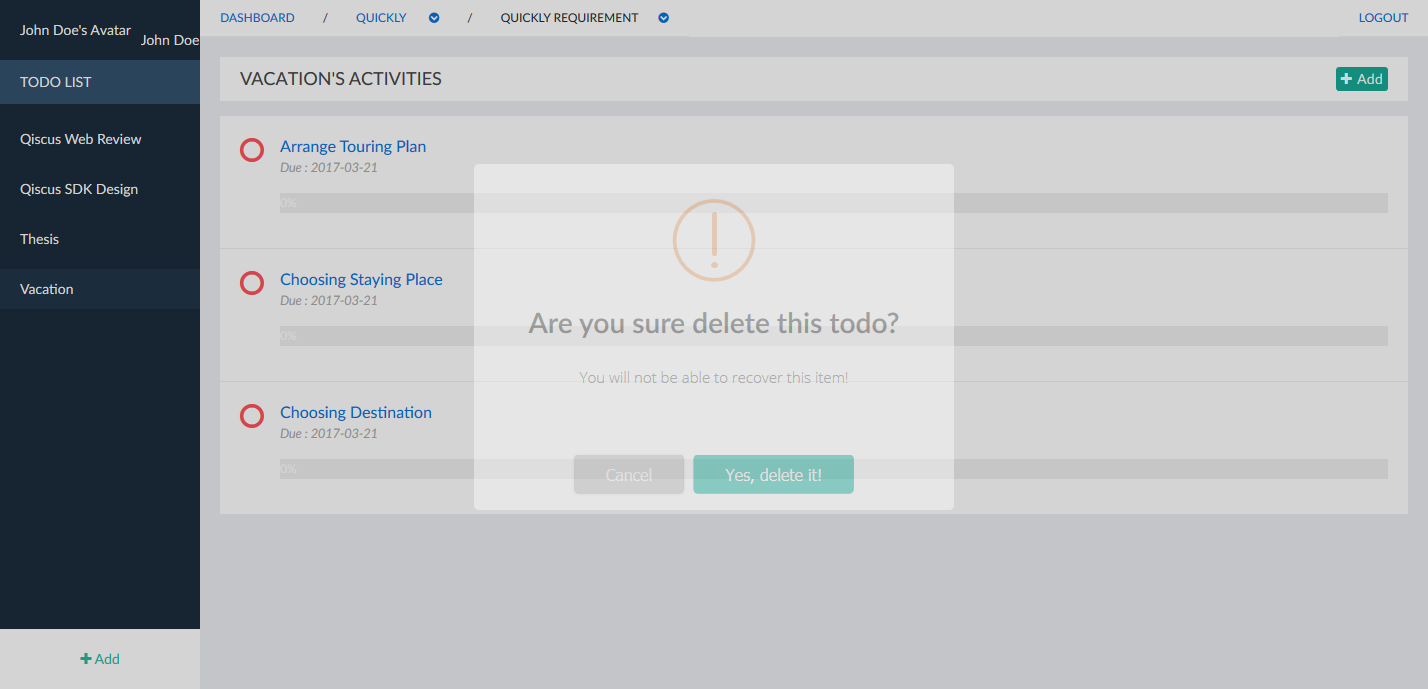 John Doe's Avatar
John Doe
TODO LIST
Qiscus Web Review
Qiscus SDK Design
Thesis
Vacation
Add
DASHBOARD / QUICKLY / QUICKLY REQUIREMENT
LOGOUT
VACATION'S ACTIVITIES
Add
Arrange Touring Plan
Due : 2017-03-21
0%
Choosing Staying Place
Due : 2017-03-21
0%
Choosing Destination
Due : 2017-03-21
0%
!
Are you sure delete this todo?
You will not be able to recover this item!
Cancel
Yes, delete it!